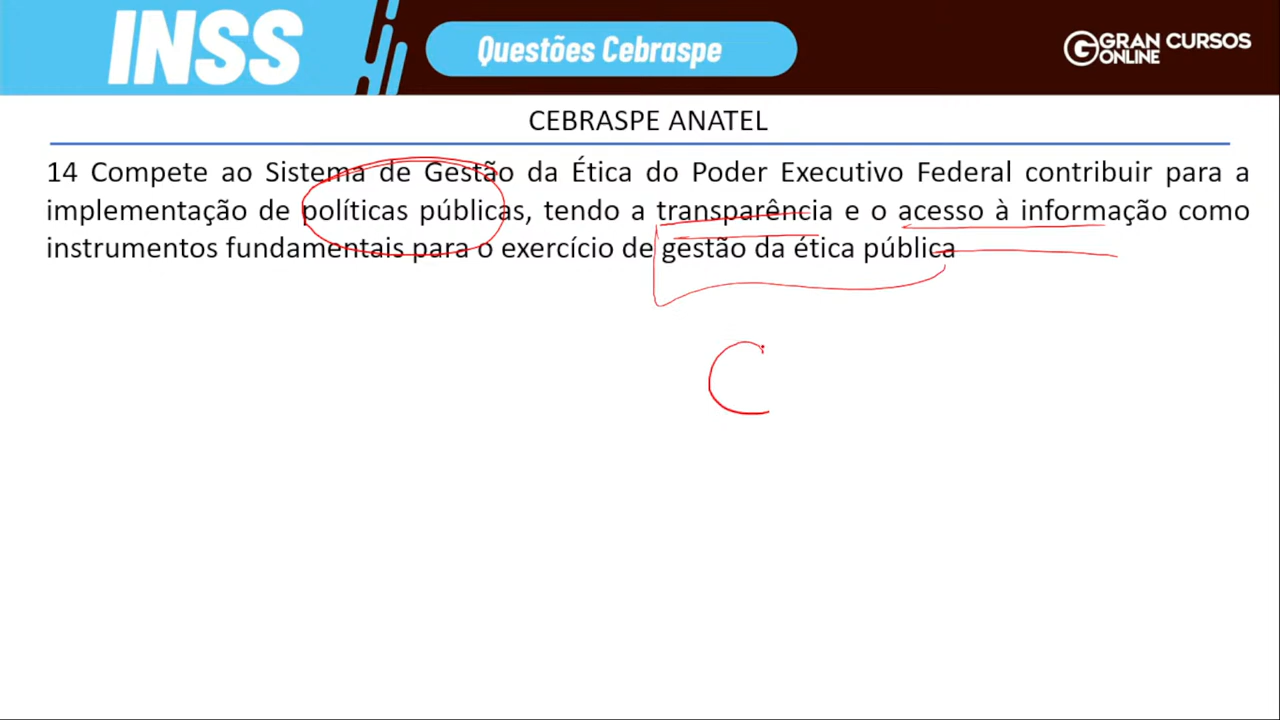 INSS
Questões Cebraspe
GRAN CURSOS
ONLINE
CEBRASPE ANATEL
14 Compete ao Sistema de Gestão da Ética do Poder Executivo Federal contribuir para a
implementação de políticas públicas, tendo a transparência e o acesso à informação como
instrumentos fundamentais para o exercício de gestão da ética pública
C